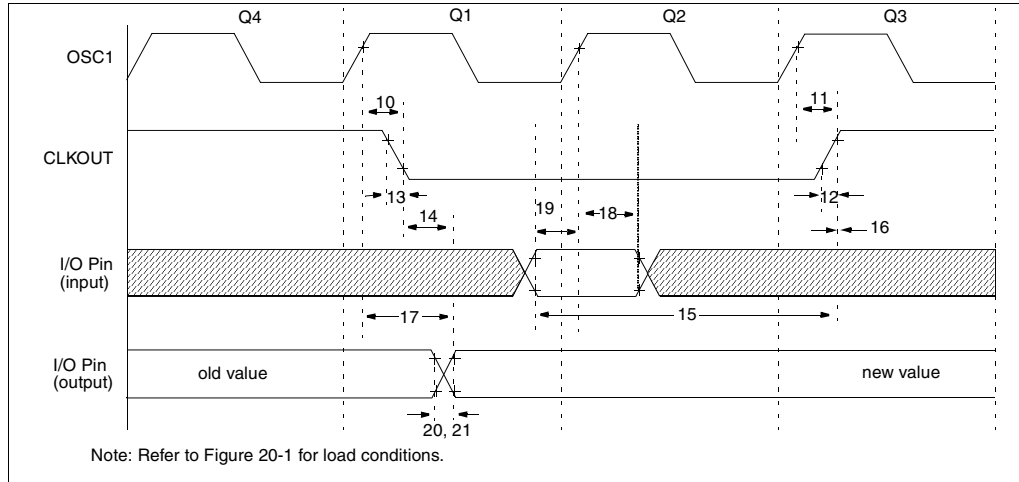 Q4 Q1 Q2 Q3
OSC1
10 11
CLKOUT
13 12
14 19 18 16
I/O Pin
(input)
17 15
I/O Pin
(output)
old value new value
20, 21
Note: Refer to Figure 20-1 for load conditions.